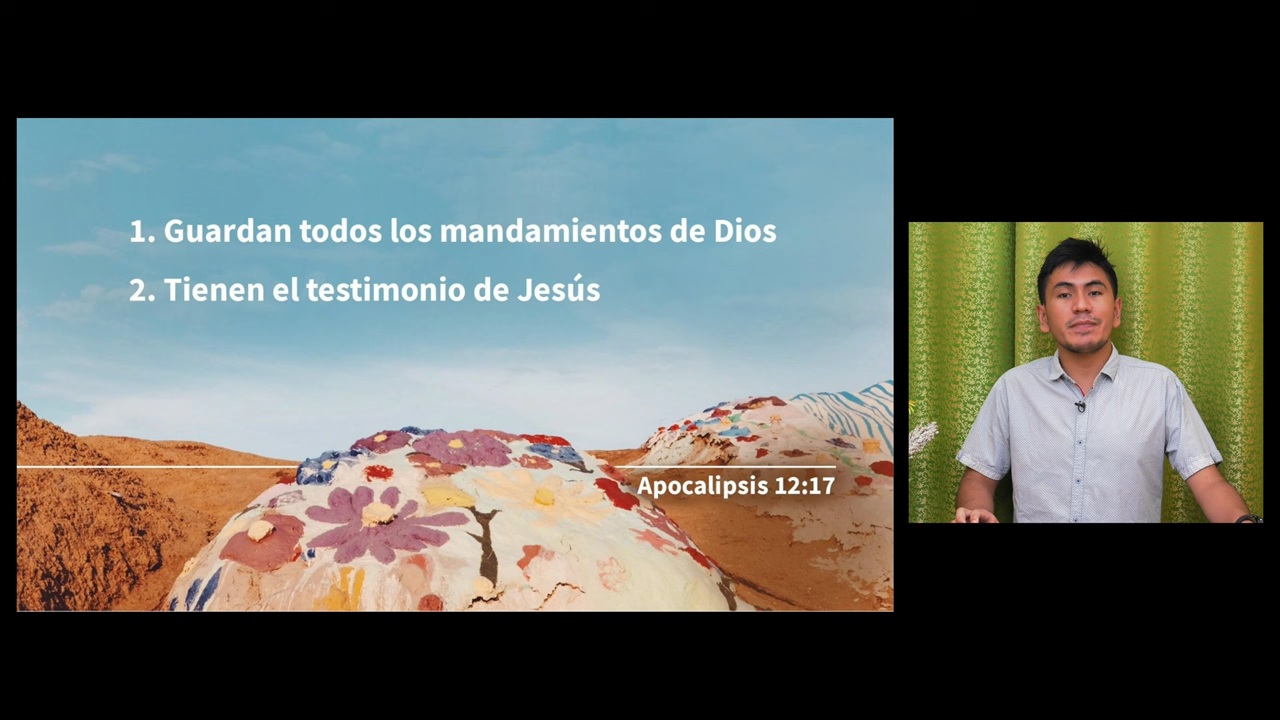 1. Guardan todos los mandamientos de Dios
2. Tienen el testimonio de Jesús
Apocalipsis 12:17